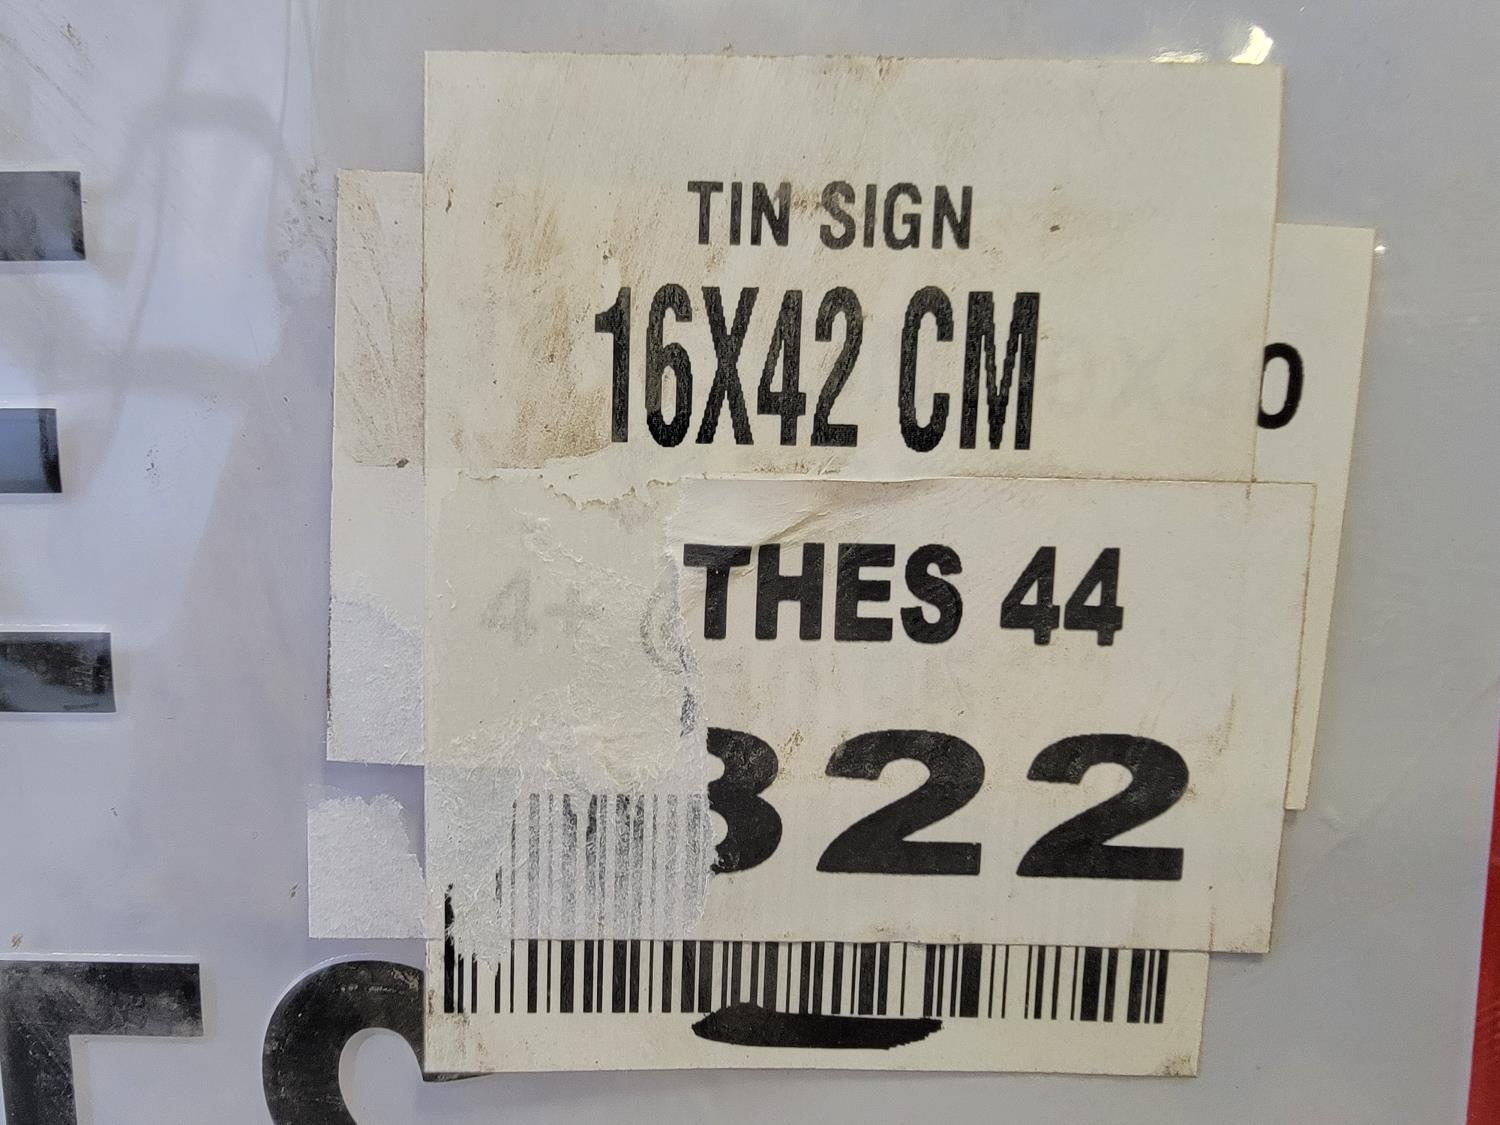 TIN SIGN
16X42 CM
THES 44
322